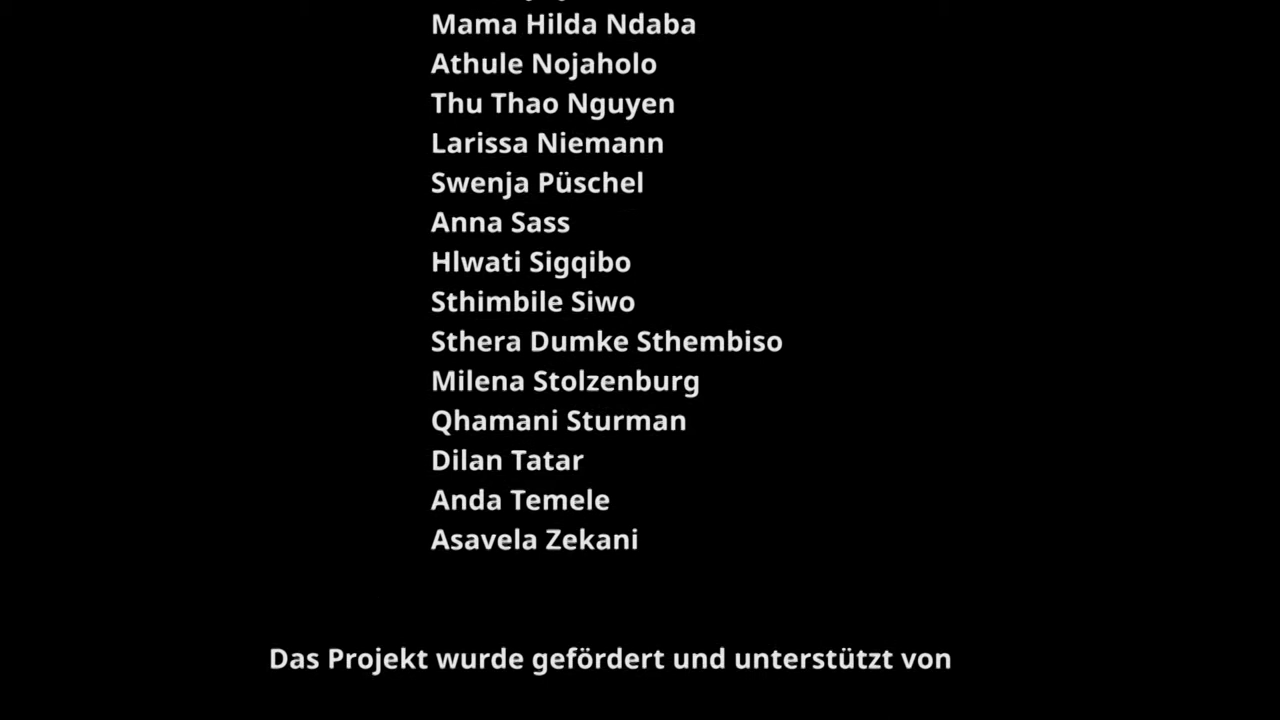 Mama Hilda Ndaba
Athule Nojaholo
Thu Thao Nguyen
Larissa Niemann
Swenja Püschel
Anna Sass
Hlwati Sigqibo
Sthimbile Siwo
Sthera Dumke Sthembiso
Milena Stolzenburg
Qhamani Sturman
Dilan Tatar
Anda Temele
Asavela Zekani
Das Projekt wurde gefördert und unterstützt von